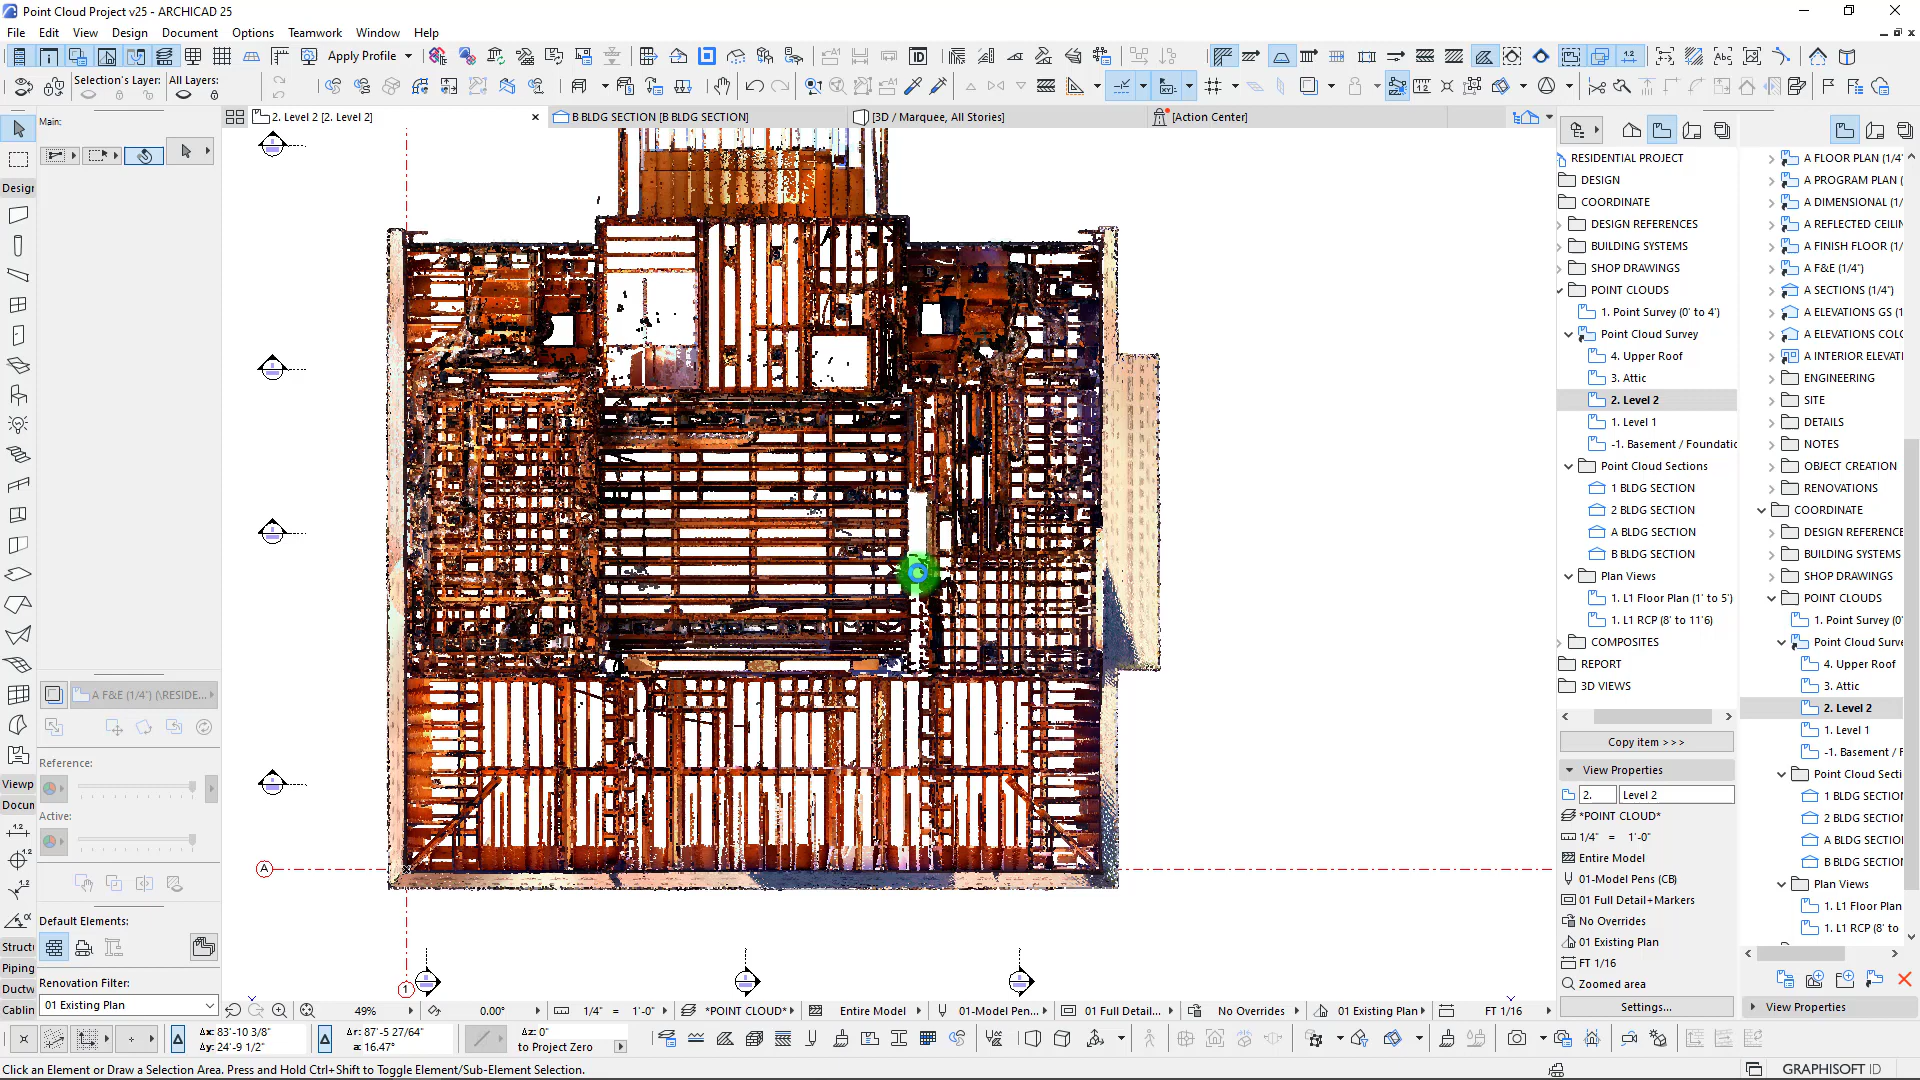 Point Cloud Project v25 - ARCHICAD 25
File Edit View Design Document Options Teamwork Window Help
Apply Profile
Selection's Layer: All Layers:
2. Level 2 [2. Level 2]
B BLDG SECTION [B BLDG SECTION]
[3D / Marquee, All Stories]
[Action Center]
Main:
Design
Viewp
Docun
Struct
Piping
Ductw
Cablin
A F&E (1/4") (\RESIDE...
Reference:
Active:
Default Elements:
Renovation Filter:
01 Existing Plan
A
1
RESIDENTIAL PROJECT
DESIGN
COORDINATE
DESIGN REFERENCES
BUILDING SYSTEMS
SHOP DRAWINGS
POINT CLOUDS
1. Point Survey (0' to 4')
Point Cloud Survey
4. Upper Roof
3. Attic
2. Level 2
1. Level 1
-1. Basement / Foundatic
Point Cloud Sections
1 BLDG SECTION
2 BLDG SECTION
A BLDG SECTION
B BLDG SECTION
Plan Views
1. L1 Floor Plan (1' to 5')
1. L1 RCP (8' to 11'6)
COMPOSITES
REPORT
3D VIEWS
Copy item >>>
View Properties
2. Level 2
*POINT CLOUD*
1/4" = 1'-0"
Entire Model
01-Model Pens (CB)
01 Full Detail+Markers
No Overrides
01 Existing Plan
FT 1/16
Zoomed area
Settings...
A FLOOR PLAN (1/4"
A PROGRAM PLAN (
A DIMENSIONAL (1/
A REFLECTED CEILIN
A FINISH FLOOR (1/
A F&E (1/4")
A SECTIONS (1/4")
A ELEVATIONS GS (1
A ELEVATIONS COLO
A INTERIOR ELEVATI
ENGINEERING
SITE
DETAILS
NOTES
OBJECT CREATION
RENOVATIONS
COORDINATE
DESIGN REFERENCE
BUILDING SYSTEMS
SHOP DRAWINGS
POINT CLOUDS
1. Point Survey (0'
Point Cloud Surve
4. Upper Roof
3. Attic
2. Level 2
1. Level 1
-1. Basement / F
Point Cloud Secti
1 BLDG SECTION
2 BLDG SECTION
A BLDG SECTION
B BLDG SECTION
Plan Views
1. L1 Floor Plan
1. L1 RCP (8' to
View Properties
49% 0.00° 1/4" = 1'-0" *POINT CLOUD* Entire Model 01-Model Pen... 01 Full Detail... No Overrides 01 Existing Plan FT 1/16
Δx: 83'-10 3/8"
Δy: 24'-9 1/2"
Δr: 87'-5 27/64"
a: 16.47°
Δz: 0"
to Project Zero
Click an Element or Draw a Selection Area. Press and Hold Ctrl+Shift to Toggle Element/Sub-Element Selection.
GRAPHISOFT ID